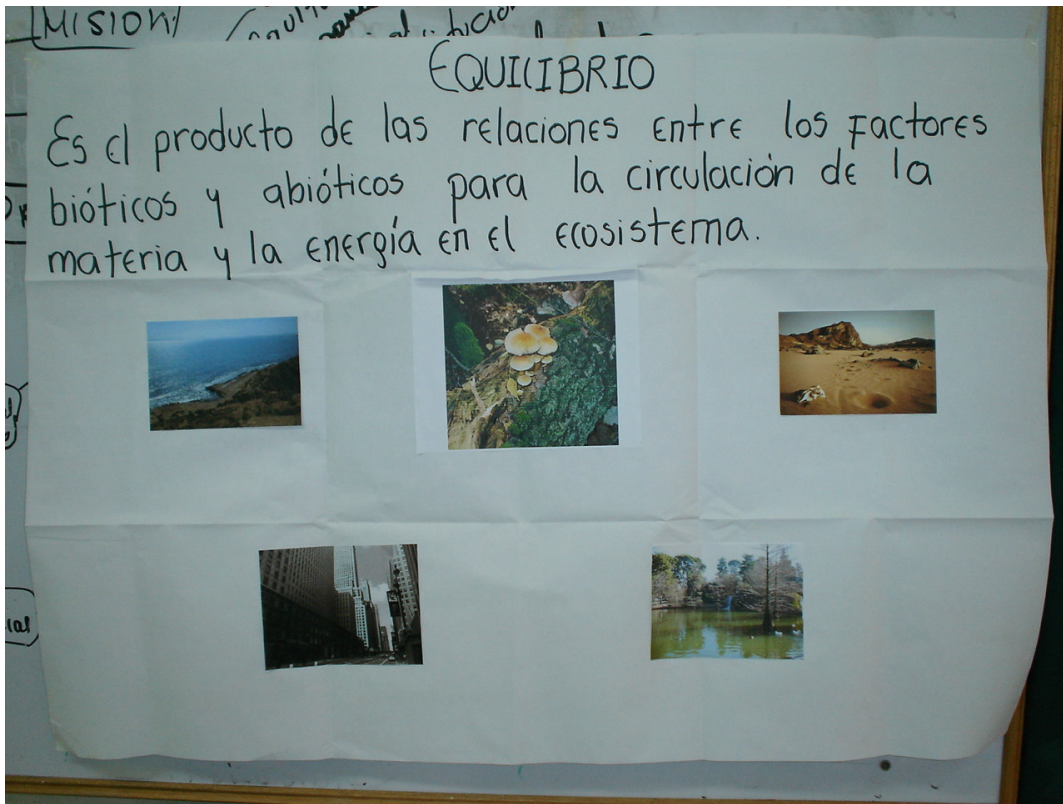 MISION
EQUILIBRIO
Es el producto de las relaciones entre los factores
bióticos y abióticos para la circulación de la
materia y la energía en el ecosistema.